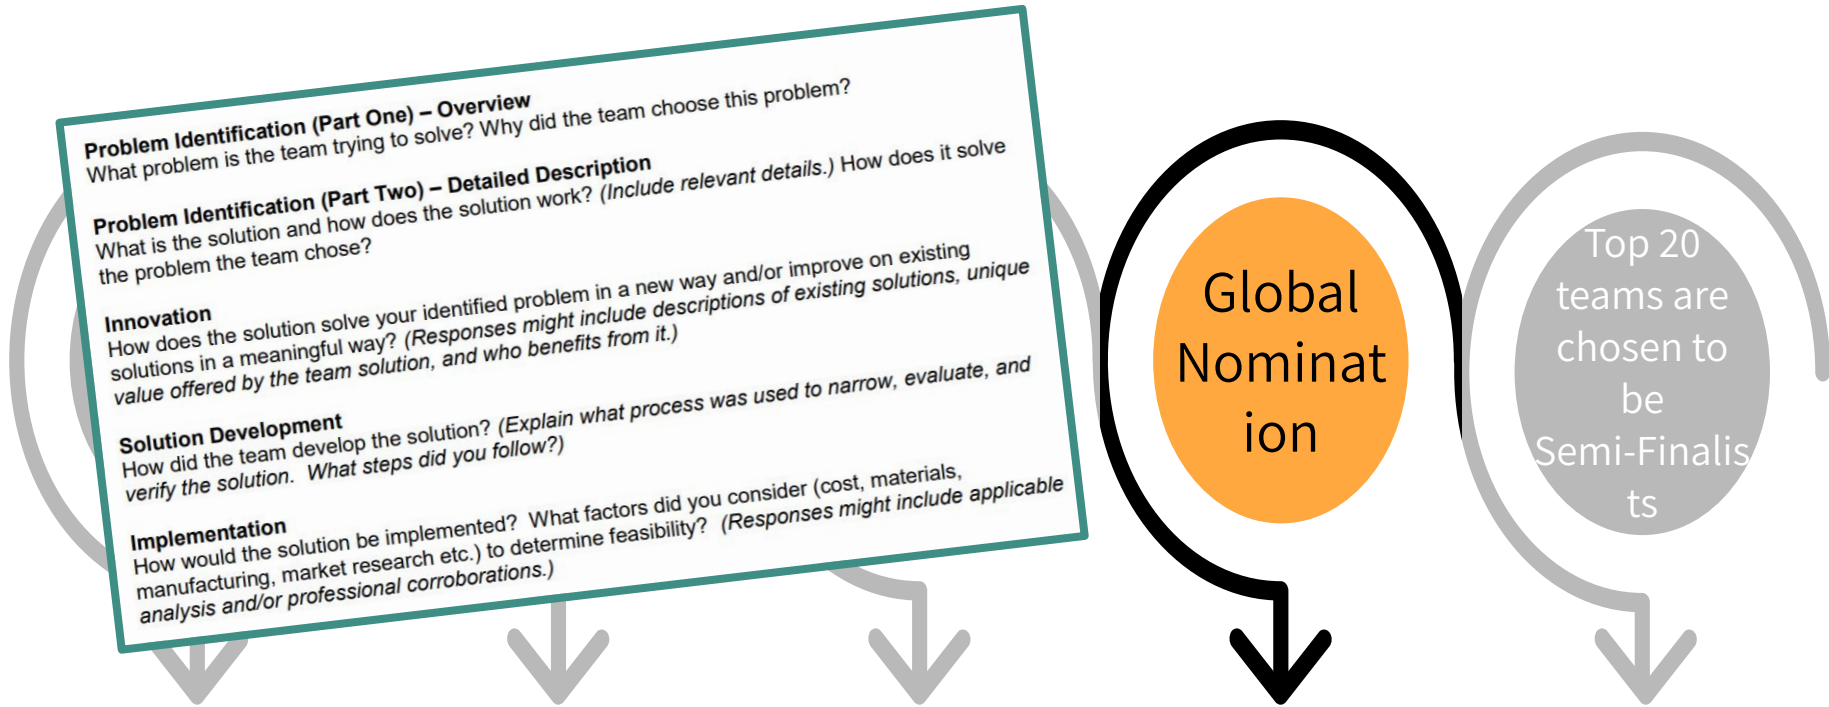 Problem Identification (Part One) – Overview
What problem is the team trying to solve? Why did the team choose this problem?
Problem Identification (Part Two) – Detailed Description
What is the solution and how does the solution work? (Include relevant details.) How does it solve
the problem the team chose?
Innovation
How does the solution solve your identified problem in a new way and/or improve on existing
solutions in a meaningful way? (Responses might include descriptions of existing solutions, unique
value offered by the team solution, and who benefits from it.)
Solution Development
How did the team develop the solution? (Explain what process was used to narrow, evaluate, and
verify the solution. What steps did you follow?)
Implementation
How would the solution be implemented? What factors did you consider (cost, materials,
manufacturing, market research etc.) to determine feasibility? (Responses might include applicable
analysis and/or professional corroborations.)
Global
Nominat
ion
Top 20
teams are
chosen to
be
Semi-Finalis
ts